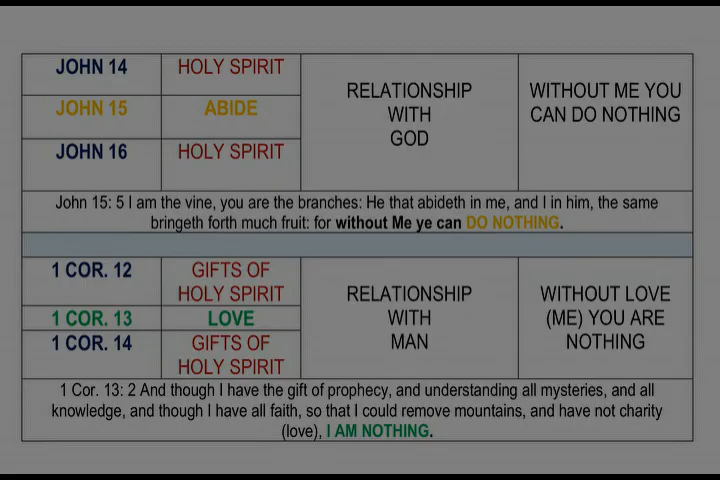 JOHN 14 HOLY SPIRIT
JOHN 15 ABIDE
JOHN 16 HOLY SPIRIT
RELATIONSHIP
WITH
GOD
WITHOUT ME YOU
CAN DO NOTHING
John 15: 5 I am the vine, you are the branches: He that abideth in me, and I in him, the same
bringeth forth much fruit: for without Me ye can DO NOTHING.
1 COR. 12 GIFTS OF
HOLY SPIRIT
1 COR. 13 LOVE
1 COR. 14 GIFTS OF
HOLY SPIRIT
RELATIONSHIP
WITH
MAN
WITHOUT LOVE
(ME) YOU ARE
NOTHING
1 Cor. 13: 2 And though I have the gift of prophecy, and understanding all mysteries, and all
knowledge, and though I have all faith, so that I could remove mountains, and have not charity
(love), I AM NOTHING.